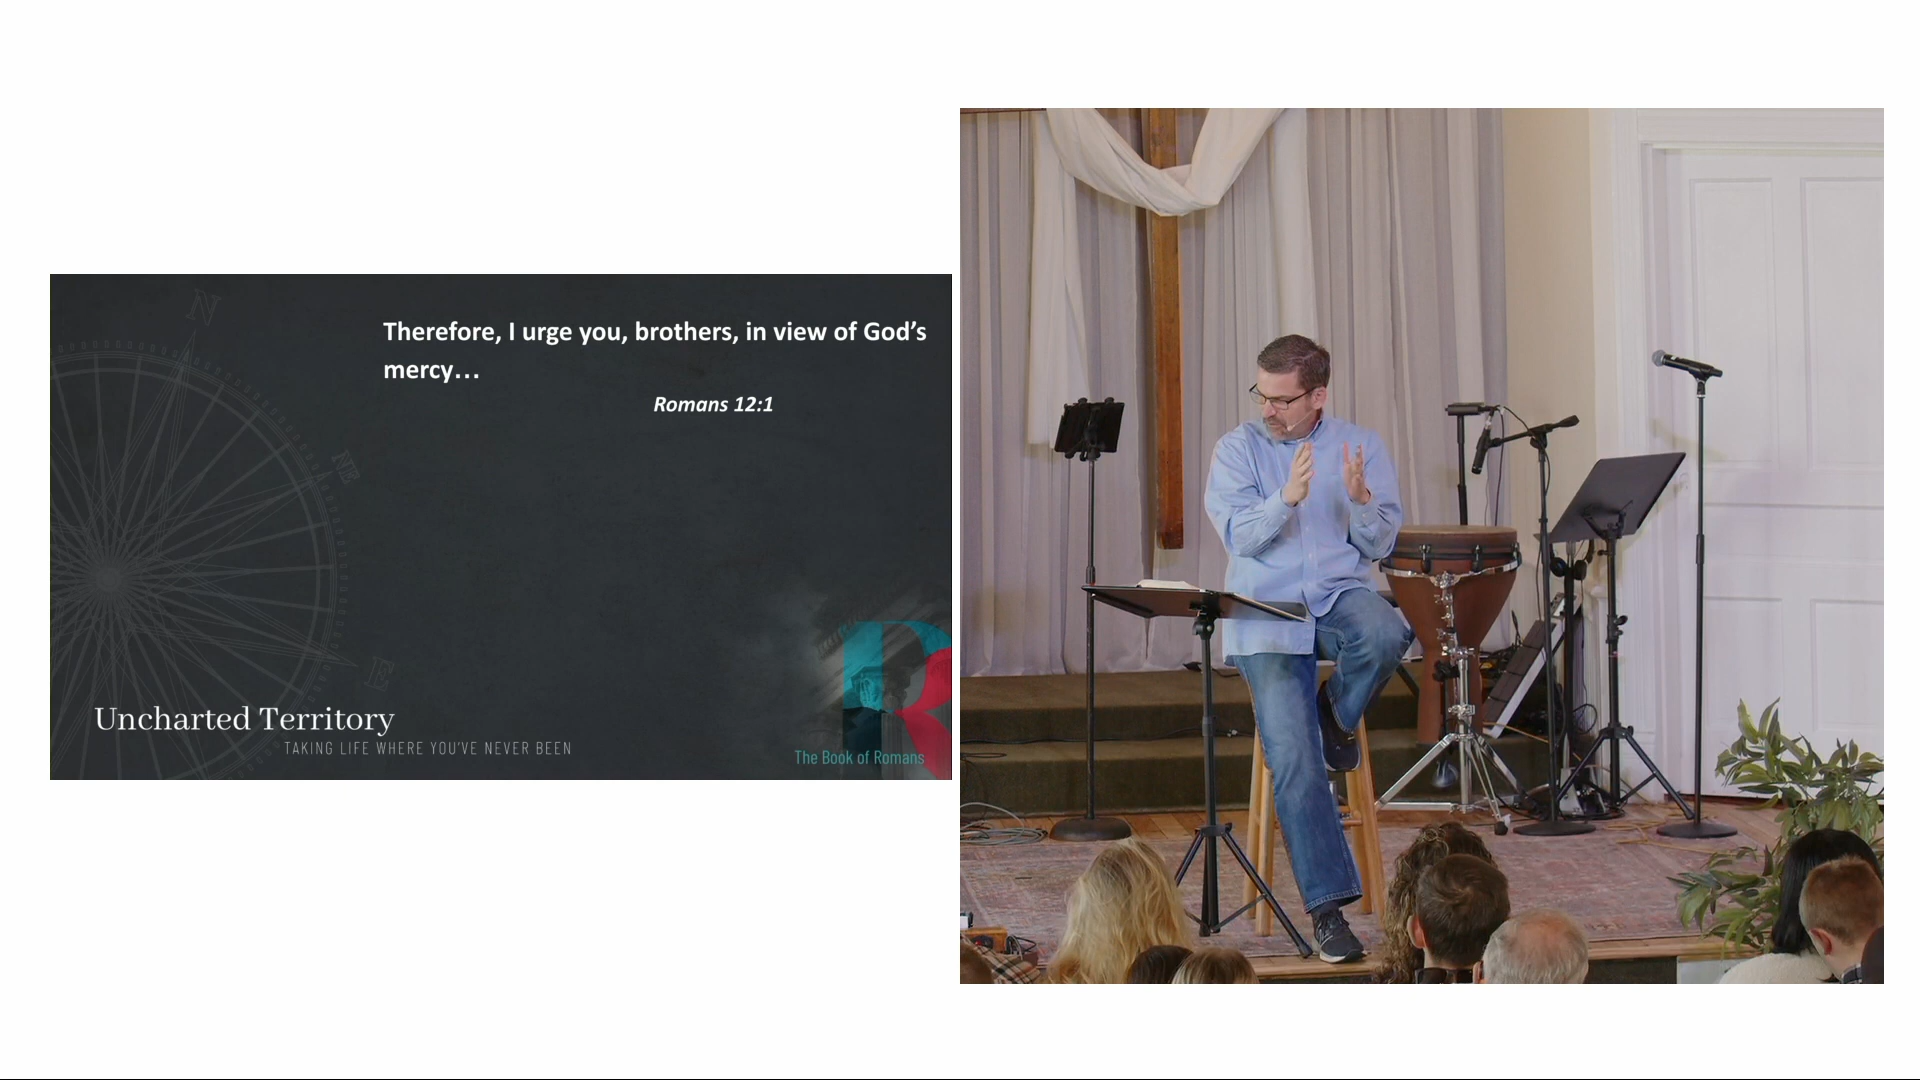 Therefore, I urge you, brothers, in view of God’s
mercy…
Romans 12:1
N
NE
E
Uncharted Territory
TAKING LIFE WHERE YOU’VE NEVER BEEN
R
The Book of Romans